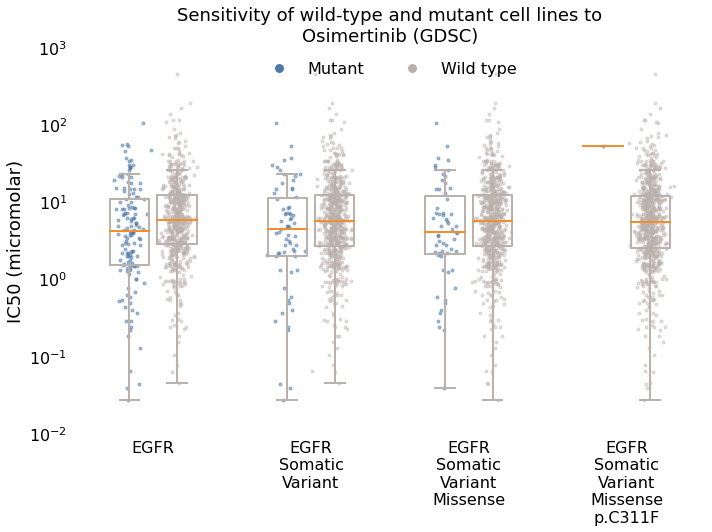 Sensitivity of wild-type and mutant cell lines to
Osimertinib (GDSC)
Mutant
Wild type
IC50 (micromolar)
10³
10²
10¹
10⁰
10⁻¹
10⁻²
EGFR
EGFR
Somatic
Variant
EGFR
Somatic
Variant
Missense
EGFR
Somatic
Variant
Missense
p.C311F